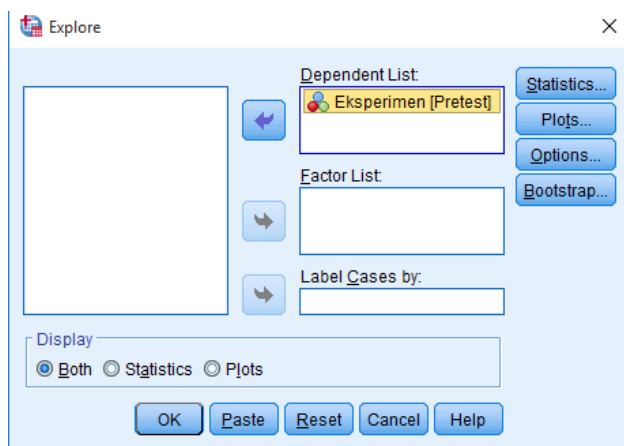 Explore
Dependent List:
Eksperimen [Pretest]
Statistics...
Plots...
Options...
Bootstrap...
Factor List:
Label Cases by:
Display
Both Statistics Plots
OK Paste Reset Cancel Help